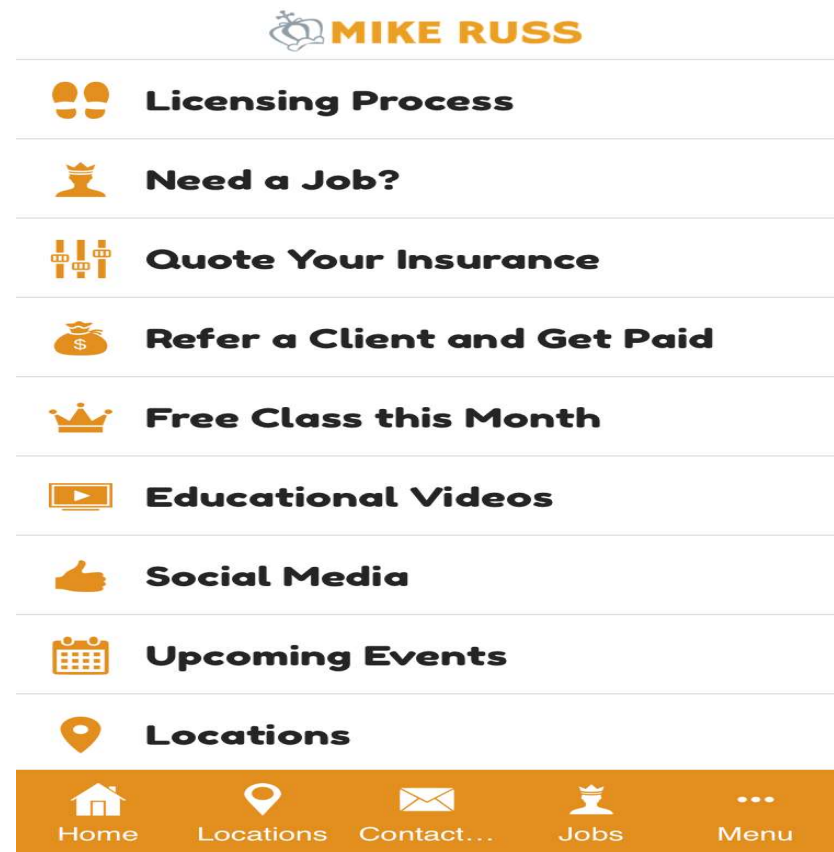 MIKE RUSS
Licensing Process
Need a Job?
Quote Your Insurance
$
Refer a Client and Get Paid
Free Class this Month
Educational Videos
Social Media
Upcoming Events
Locations
Home Locations Contact... Jobs Menu